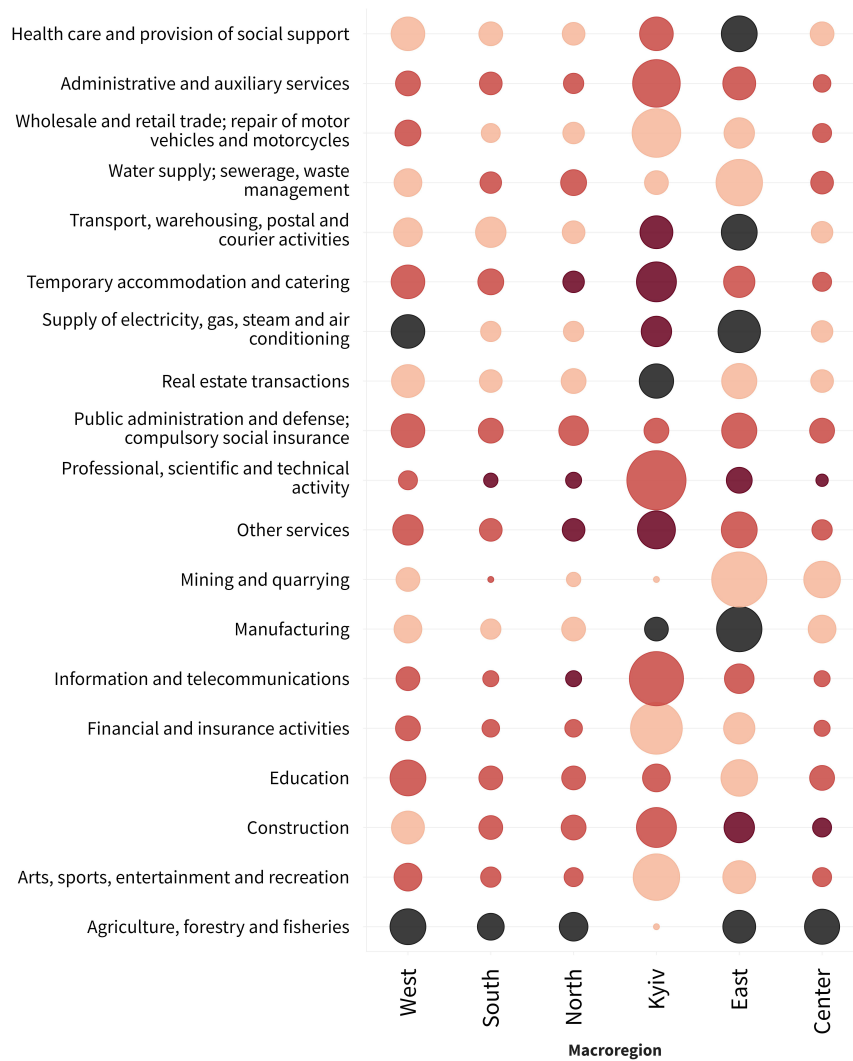 Health care and provision of social support
Administrative and auxiliary services
Wholesale and retail trade; repair of motor
vehicles and motorcycles
Water supply; sewerage, waste
management
Transport, warehousing, postal and
courier activities
Temporary accommodation and catering
Supply of electricity, gas, steam and air
conditioning
Real estate transactions
Public administration and defense;
compulsory social insurance
Professional, scientific and technical
activity
Other services
Mining and quarrying
Manufacturing
Information and telecommunications
Financial and insurance activities
Education
Construction
Arts, sports, entertainment and recreation
Agriculture, forestry and fisheries
West
South
North
Kyiv
East
Center
Macroregion